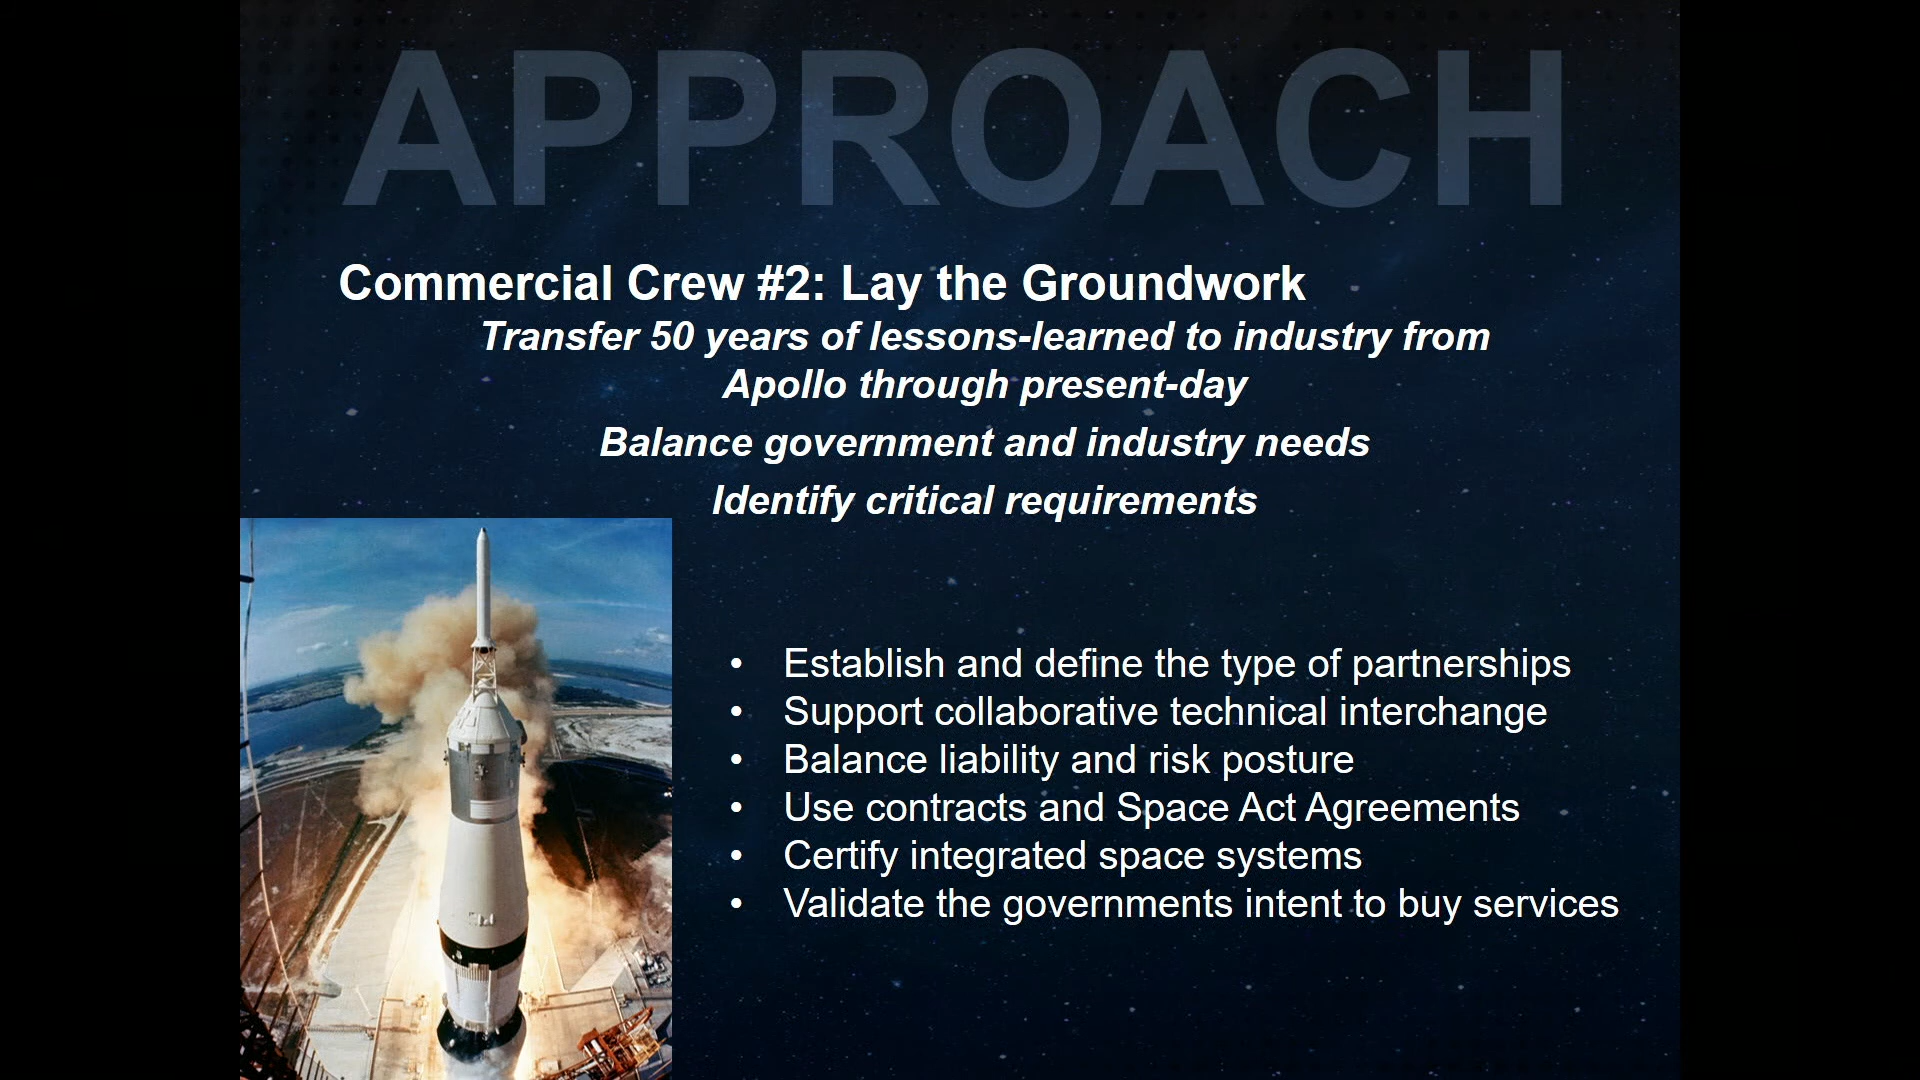 APPROACH
Commercial Crew #2: Lay the Groundwork
Transfer 50 years of lessons-learned to industry from
Apollo through present-day
Balance government and industry needs
Identify critical requirements
• Establish and define the type of partnerships
• Support collaborative technical interchange
• Balance liability and risk posture
• Use contracts and Space Act Agreements
• Certify integrated space systems
• Validate the governments intent to buy services